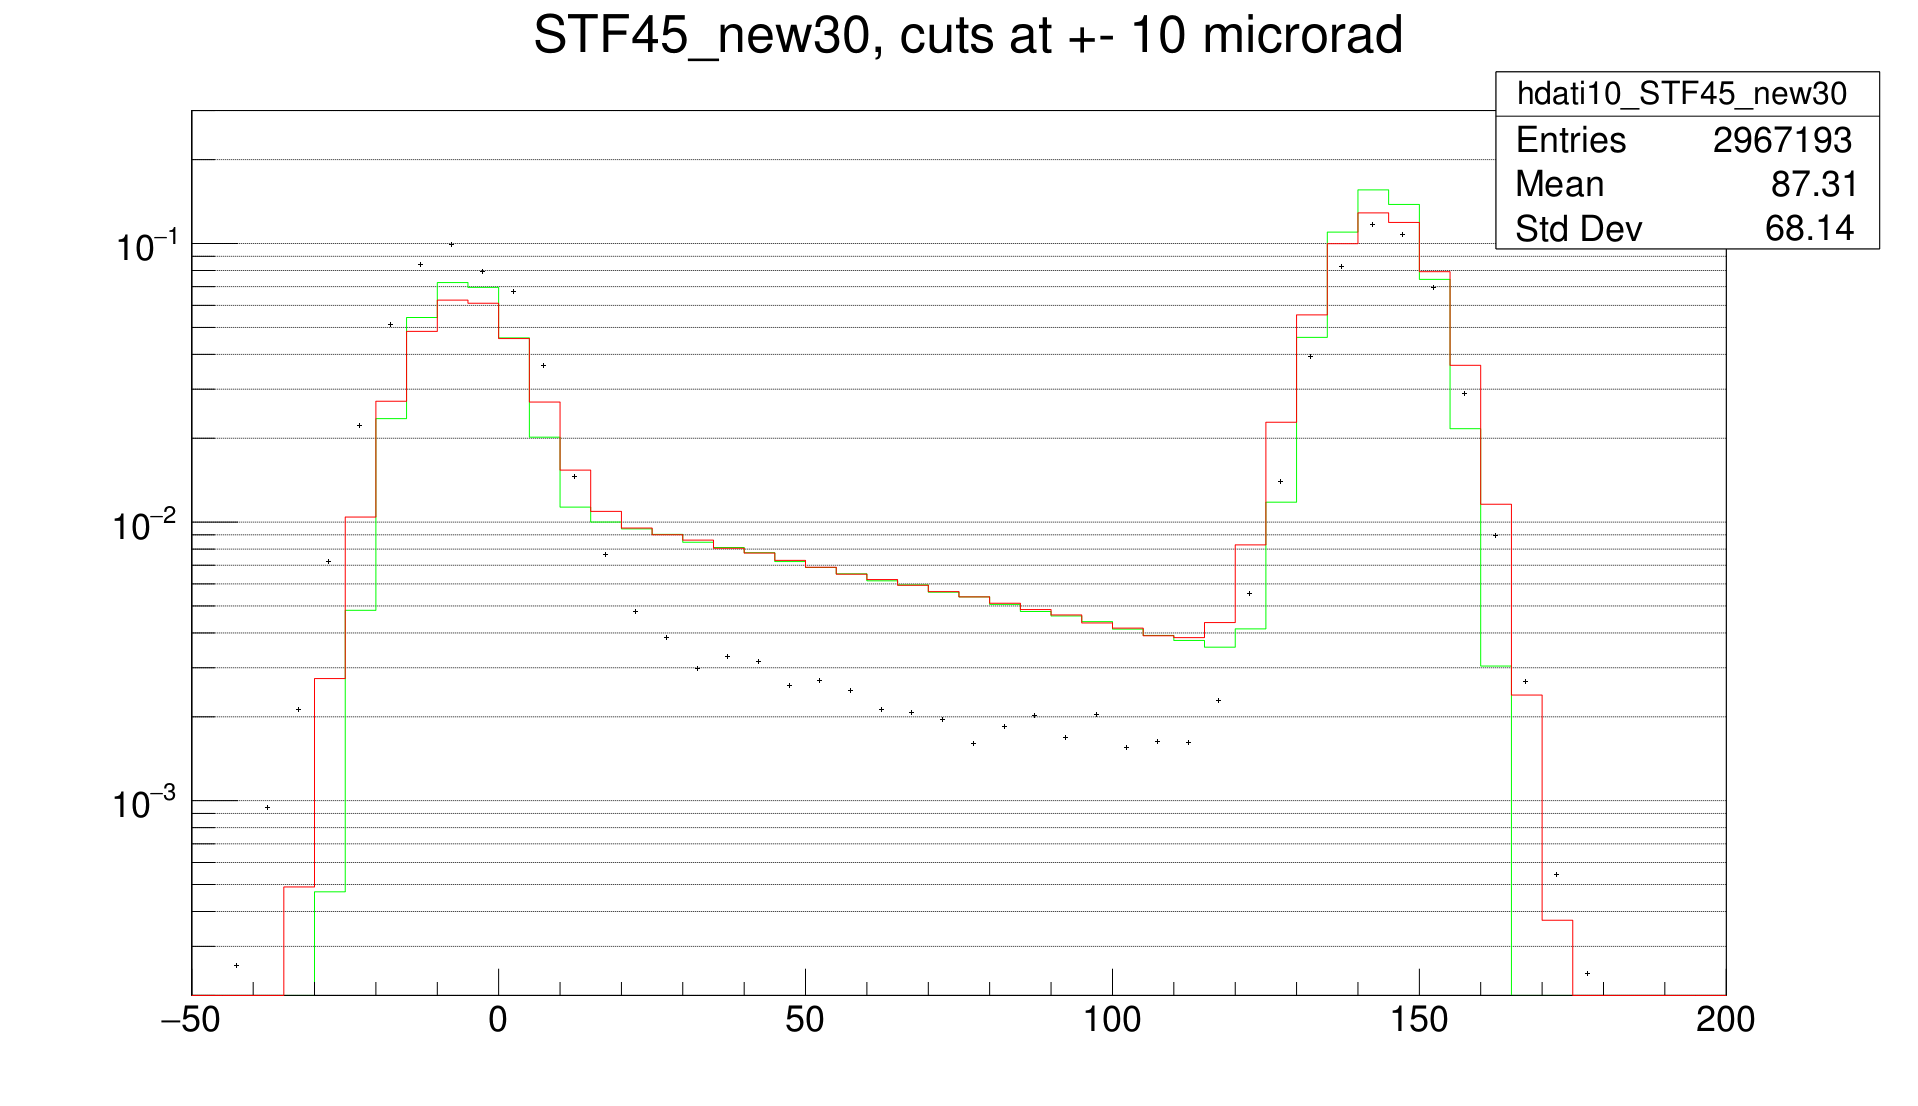 STF45_new30, cuts at +- 10 microrad
hdati10_STF45_new30
Entries 2967193
Mean 87.31
Std Dev 68.14
10⁻¹
10⁻²
10⁻³
−50 0 50 100 150 200